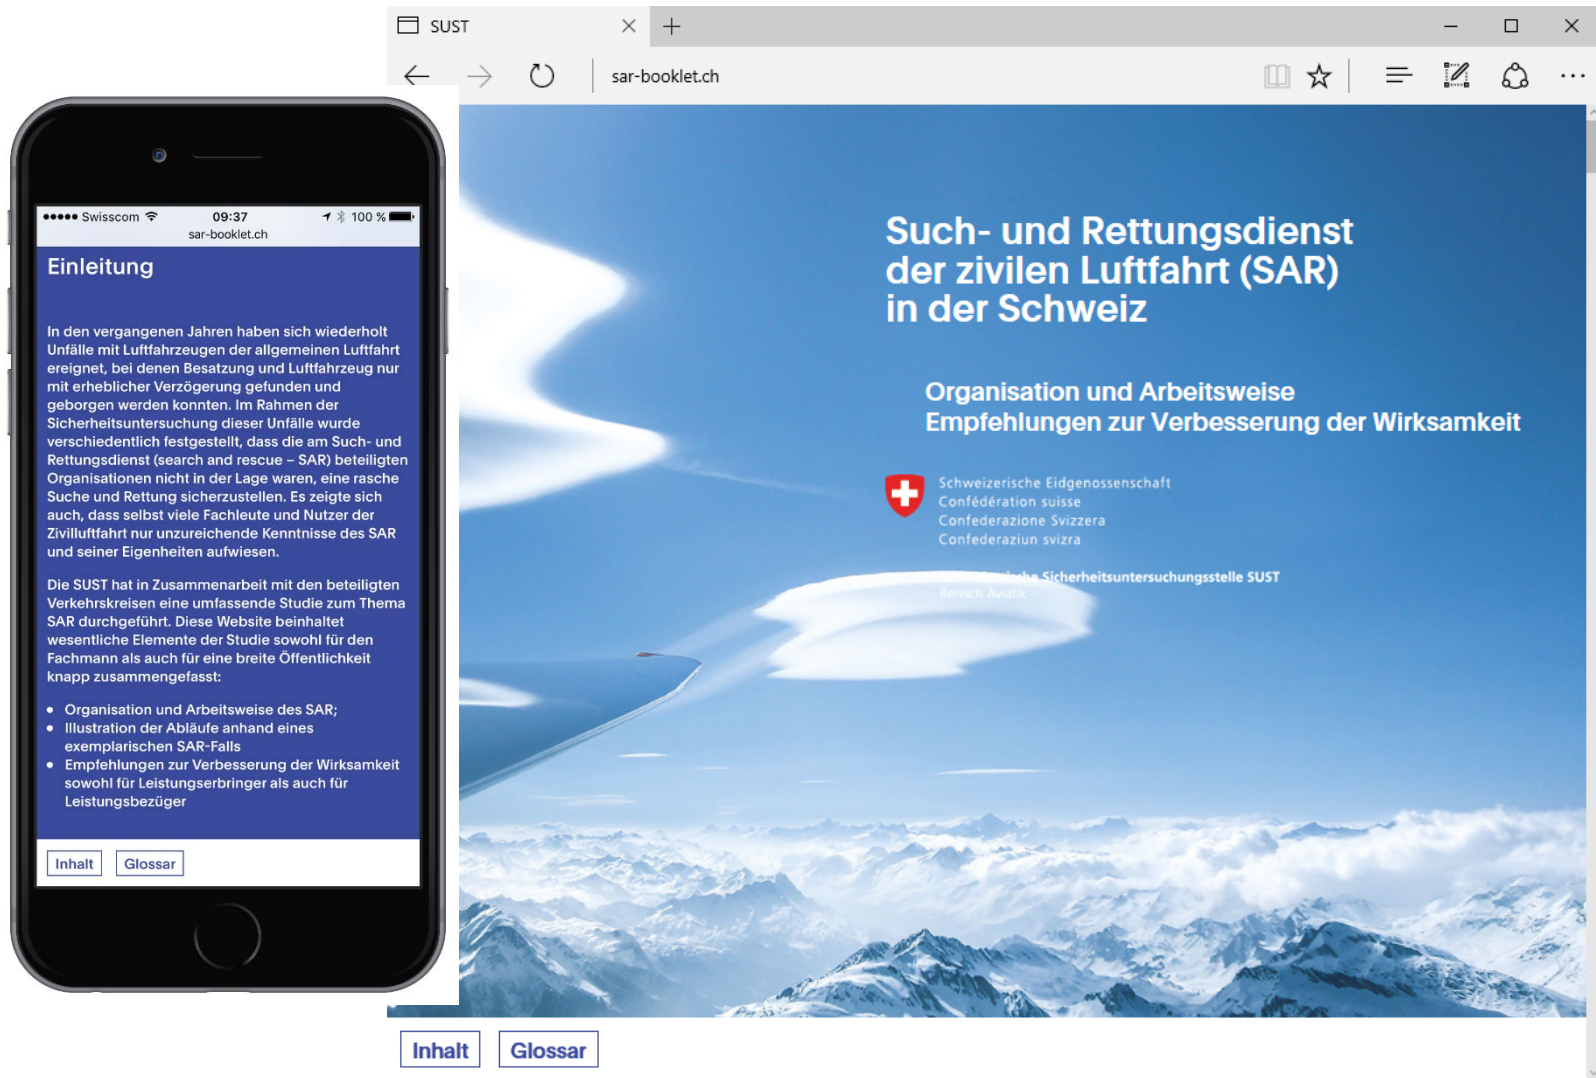 SUST
sar-booklet.ch
Swisscom
09:37
100 %
sar-booklet.ch
Einleitung
In den vergangenen Jahren haben sich wiederholt
Unfälle mit Luftfahrzeugen der allgemeinen Luftfahrt
ereignet, bei denen Besatzung und Luftfahrzeug nur
mit erheblicher Verzögerung gefunden und
geborgen werden konnten. Im Rahmen der
Sicherheitsuntersuchung dieser Unfälle wurde
verschiedentlich festgestellt, dass die am Such- und
Rettungsdienst (search and rescue – SAR) beteiligten
Organisationen nicht in der Lage waren, eine rasche
Suche und Rettung sicherzustellen. Es zeigte sich
auch, dass selbst viele Fachleute und Nutzer der
Zivilluftfahrt nur unzureichende Kenntnisse des SAR
und seiner Eigenheiten aufwiesen.
Die SUST hat in Zusammenarbeit mit den beteiligten
Verkehrskreisen eine umfassende Studie zum Thema
SAR durchgeführt. Diese Website beinhaltet
wesentliche Elemente der Studie sowohl für den
Fachmann als auch für eine breite Öffentlichkeit
knapp zusammengefasst:
• Organisation und Arbeitsweise des SAR;
• Illustration der Abläufe anhand eines
exemplarischen SAR-Falls
• Empfehlungen zur Verbesserung der Wirksamkeit
sowohl für Leistungserbringer als auch für
Leistungsbezüger
Inhalt Glossar
Such- und Rettungsdienst
der zivilen Luftfahrt (SAR)
in der Schweiz
Organisation und Arbeitsweise
Empfehlungen zur Verbesserung der Wirksamkeit
Schweizerische Eidgenossenschaft
Confédération suisse
Confederazione Svizzera
Confederaziun svizra
Schweizerische Sicherheitsuntersuchungsstelle SUST
Bereich Aviatik
Inhalt Glossar